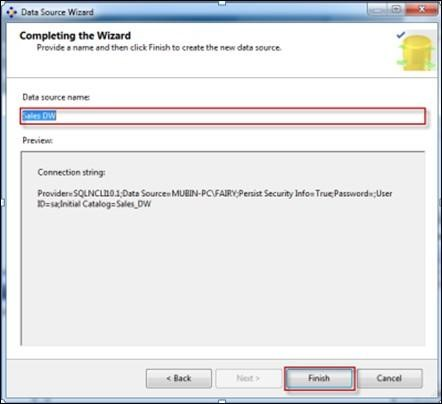 Data Source Wizard
Completing the Wizard
Provide a name and then click Finish to create the new data source.
Data source name:
Sales DW
Preview:
Connection string:
Provider=SQLNCLI10.1;Data Source=MUBIN-PC\FAIRY;Persist Security Info=True;Password=;User
ID=sa;Initial Catalog=Sales_DW
< Back
Next >
Finish
Cancel